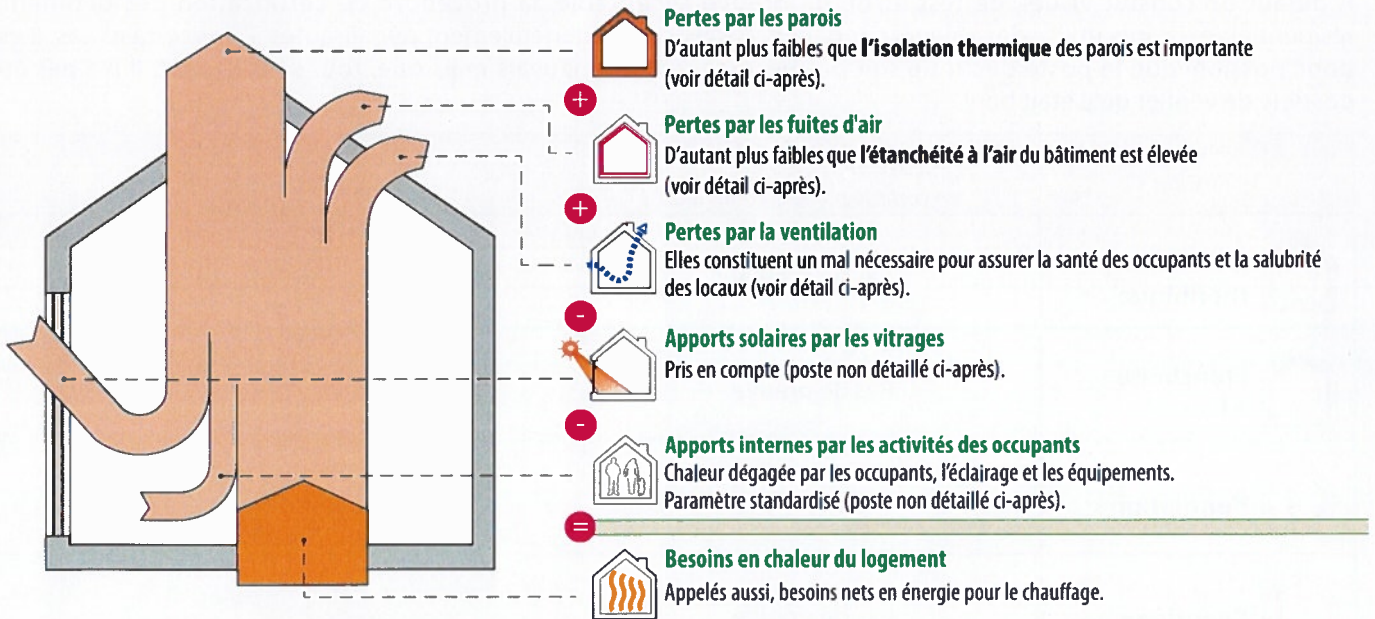 Pertes par les parois
D'autant plus faibles que l'isolation thermique des parois est importante
(voir détail ci-après).
+
Pertes par les fuites d'air
D'autant plus faibles que l'étanchéité à l'air du bâtiment est élevée
(voir détail ci-après).
+
Pertes par la ventilation
Elles constituent un mal nécessaire pour assurer la santé des occupants et la salubrité
des locaux (voir détail ci-après).
-
Apports solaires par les vitrages
Pris en compte (poste non détaillé ci-après).
-
Apports internes par les activités des occupants
Chaleur dégagée par les occupants, l'éclairage et les équipements.
Paramètre standardisé (poste non détaillé ci-après).
=
Besoins en chaleur du logement
Appelés aussi, besoins nets en énergie pour le chauffage.